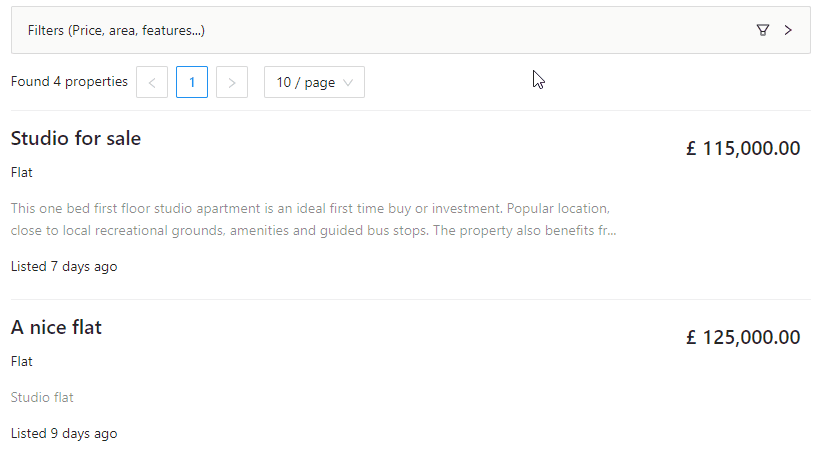 Filters (Price, area, features...)
Found 4 properties < 1 > 10 / page
Studio for sale
£ 115,000.00
Flat
This one bed first floor studio apartment is an ideal first time buy or investment. Popular location,
close to local recreational grounds, amenities and guided bus stops. The property also benefits fr...
Listed 7 days ago
A nice flat
£ 125,000.00
Flat
Studio flat
Listed 9 days ago